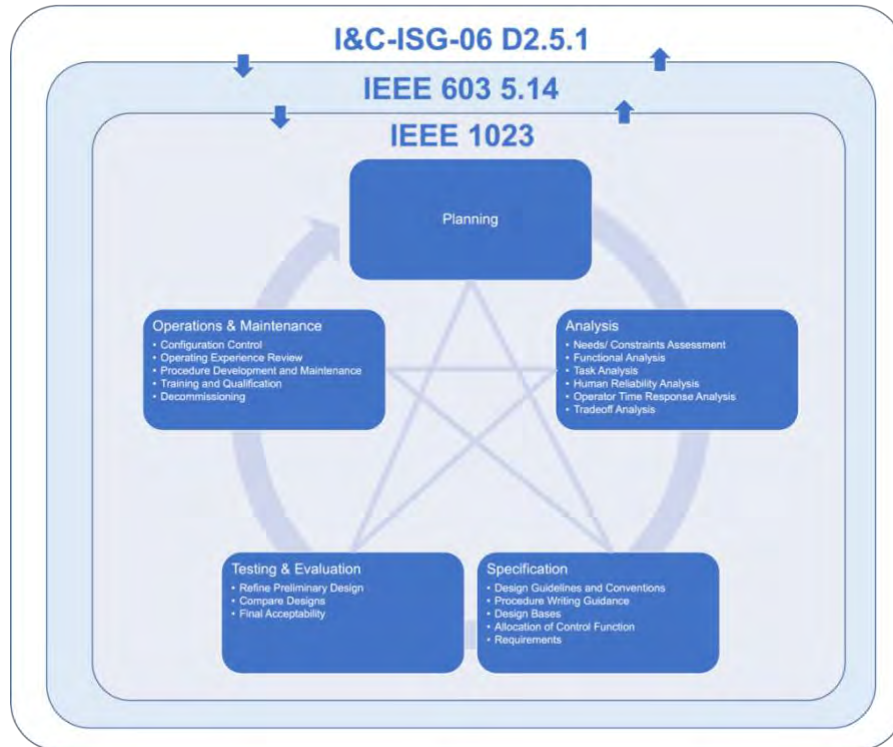 I&C-ISG-06 D2.5.1
IEEE 603 5.14
IEEE 1023
Planning
Operations & Maintenance
• Configuration Control
• Operating Experience Review
• Procedure Development and Maintenance
• Training and Qualification
• Decommissioning
Analysis
• Needs/ Constraints Assessment
• Functional Analysis
• Task Analysis
• Human Reliability Analysis
• Operator Time Response Analysis
• Tradeoff Analysis
Testing & Evaluation
• Refine Preliminary Design
• Compare Designs
• Final Acceptability
Specification
• Design Guidelines and Conventions
• Procedure Writing Guidance
• Design Bases
• Allocation of Control Function
• Requirements